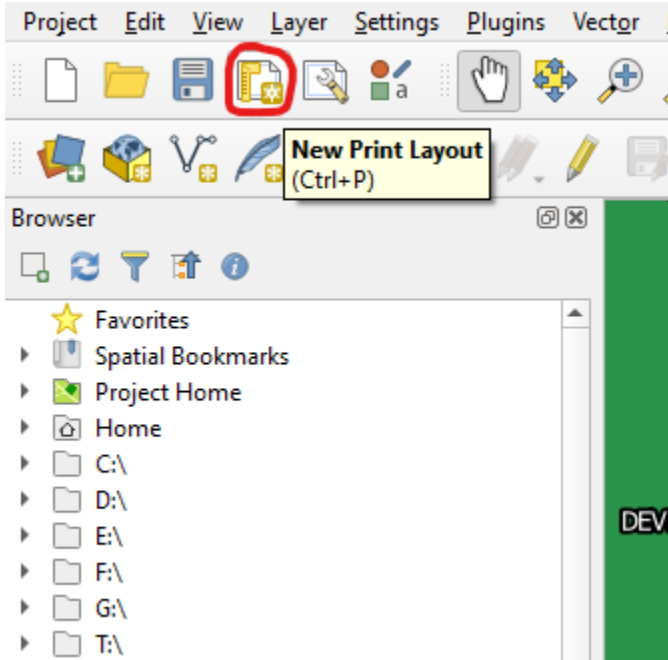 Project Edit View Layer Settings Plugins Vector
a
New Print Layout
(Ctrl+P)
Browser
Favorites
Spatial Bookmarks
Project Home
Home
C:\
D:\
E:\
DEV
F:\
G:\
T:\